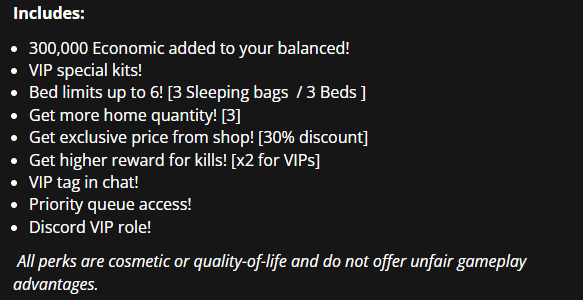 Includes:
300,000 Economic added to your balanced!
VIP special kits!
Bed limits up to 6! [3 Sleeping bags / 3 Beds ]
Get more home quantity! [3]
Get exclusive price from shop! [30% discount]
Get higher reward for kills! [x2 for VIPs]
VIP tag in chat!
Priority queue access!
Discord VIP role!
All perks are cosmetic or quality-of-life and do not offer unfair gameplay
advantages.